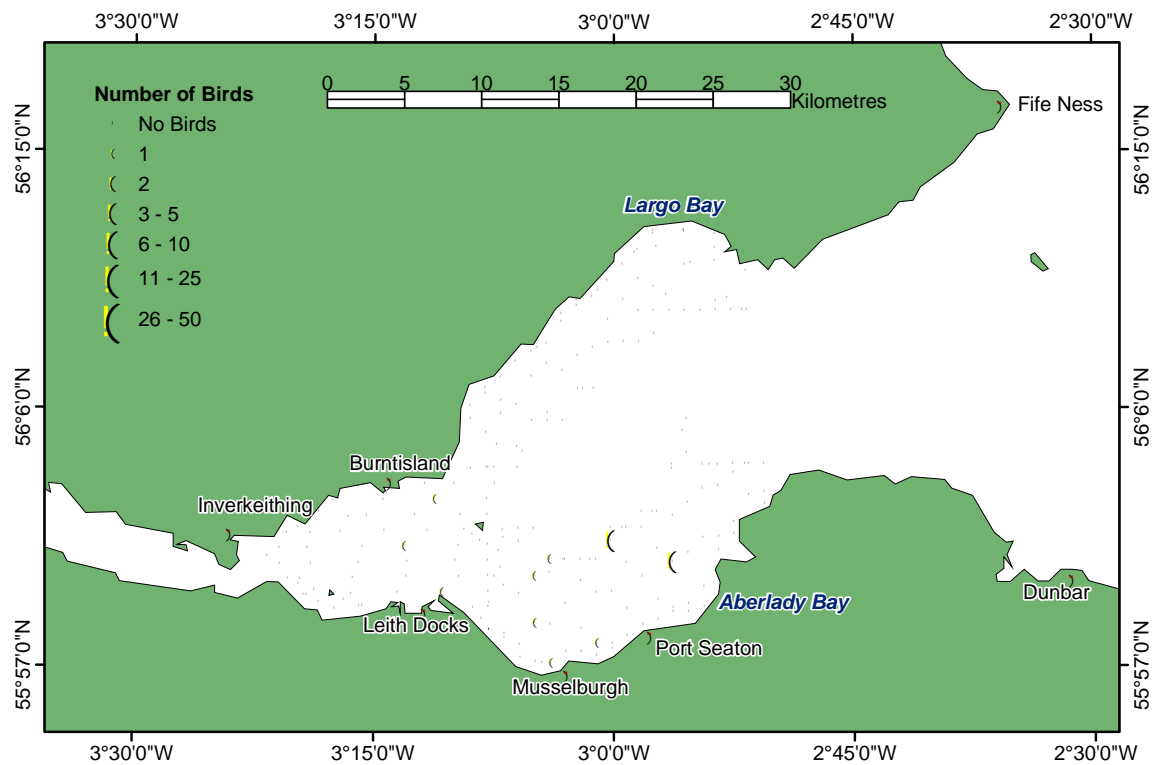 3°30'0"W 3°15'0"W 3°0'0"W 2°45'0"W 2°30'0"W
0 5 10 15 20 25 30
Kilometres
Number of Birds
No Birds
1
2
3 - 5
6 - 10
11 - 25
26 - 50
Fife Ness
56°15'0"N 56°15'0"N
Largo Bay
56°6'0"N 56°6'0"N
Burntisland
Inverkeithing
Dunbar
Aberlady Bay
Leith Docks
Port Seaton
55°57'0"N 55°57'0"N
Musselburgh
3°30'0"W 3°15'0"W 3°0'0"W 2°45'0"W 2°30'0"W